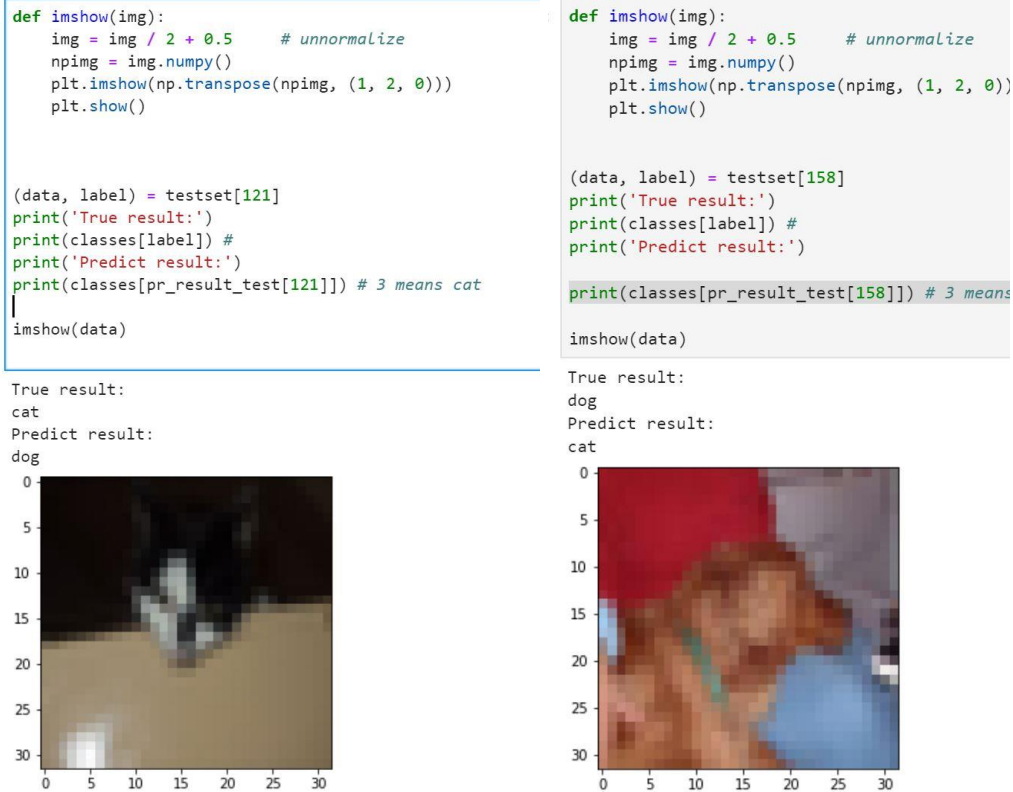 def imshow(img):
    img = img / 2 + 0.5     # unnormalize
    npimg = img.numpy()
    plt.imshow(np.transpose(npimg, (1, 2, 0)))
    plt.show()
(data, label) = testset[121]
print('True result:')
print(classes[label]) #
print('Predict result:')
print(classes[pr_result_test[121]]) # 3 means cat
imshow(data)
True result:
cat
Predict result:
dog
0
5
10
15
20
25
30
0 5 10 15 20 25 30
def imshow(img):
    img = img / 2 + 0.5     # unnormalize
    npimg = img.numpy()
    plt.imshow(np.transpose(npimg, (1, 2, 0))
    plt.show()
(data, label) = testset[158]
print('True result:')
print(classes[label]) #
print('Predict result:')
print(classes[pr_result_test[158]]) # 3 means
imshow(data)
True result:
dog
Predict result:
cat
0
5
10
15
20
25
30
0 5 10 15 20 25 30